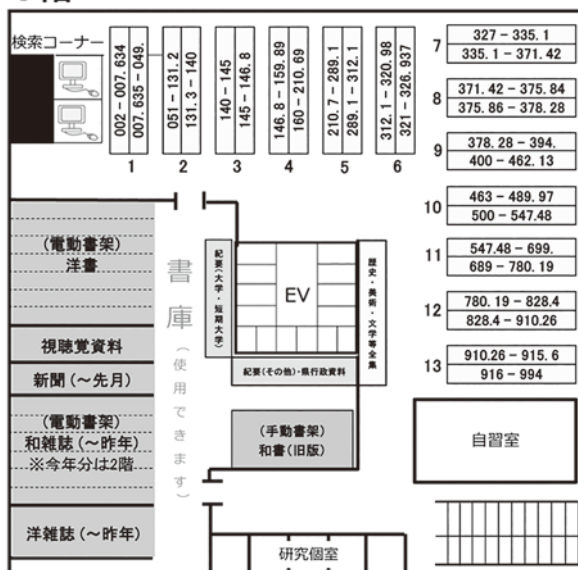 検索コーナー
002 − 007.634
007.635 − 049.
1
051 − 131.2
131.3 − 140
2
140 − 145
145 − 146.8
3
146.8 − 159.89
160 − 210.69
4
210.7 − 289.1
289.1 − 312.1
5
312.1 − 320.98
321 − 326.937
6
7
327 − 335.1
335.1 − 371.42
8
371.42 − 375.84
375.86 − 378.28
9
378.28 − 394.
400 − 462.13
10
463 − 489.97
500 − 547.48
11
547.48 − 699.
689 − 780.19
12
780.19 − 828.4
828.4 − 910.26
13
910.26 − 915.6
916 − 994
(電動書架)
洋書
視聴覚資料
新聞(〜先月)
(電動書架)
和雑誌(〜昨年)
※今年分は2階
洋雑誌(〜昨年)
書庫(使用できます)
紀要(大学・短期大学)
EV
歴史・美術・文学等全集
紀要(その他)・県行政資料
(手動書架)
和書(旧版)
自習室
研究個室